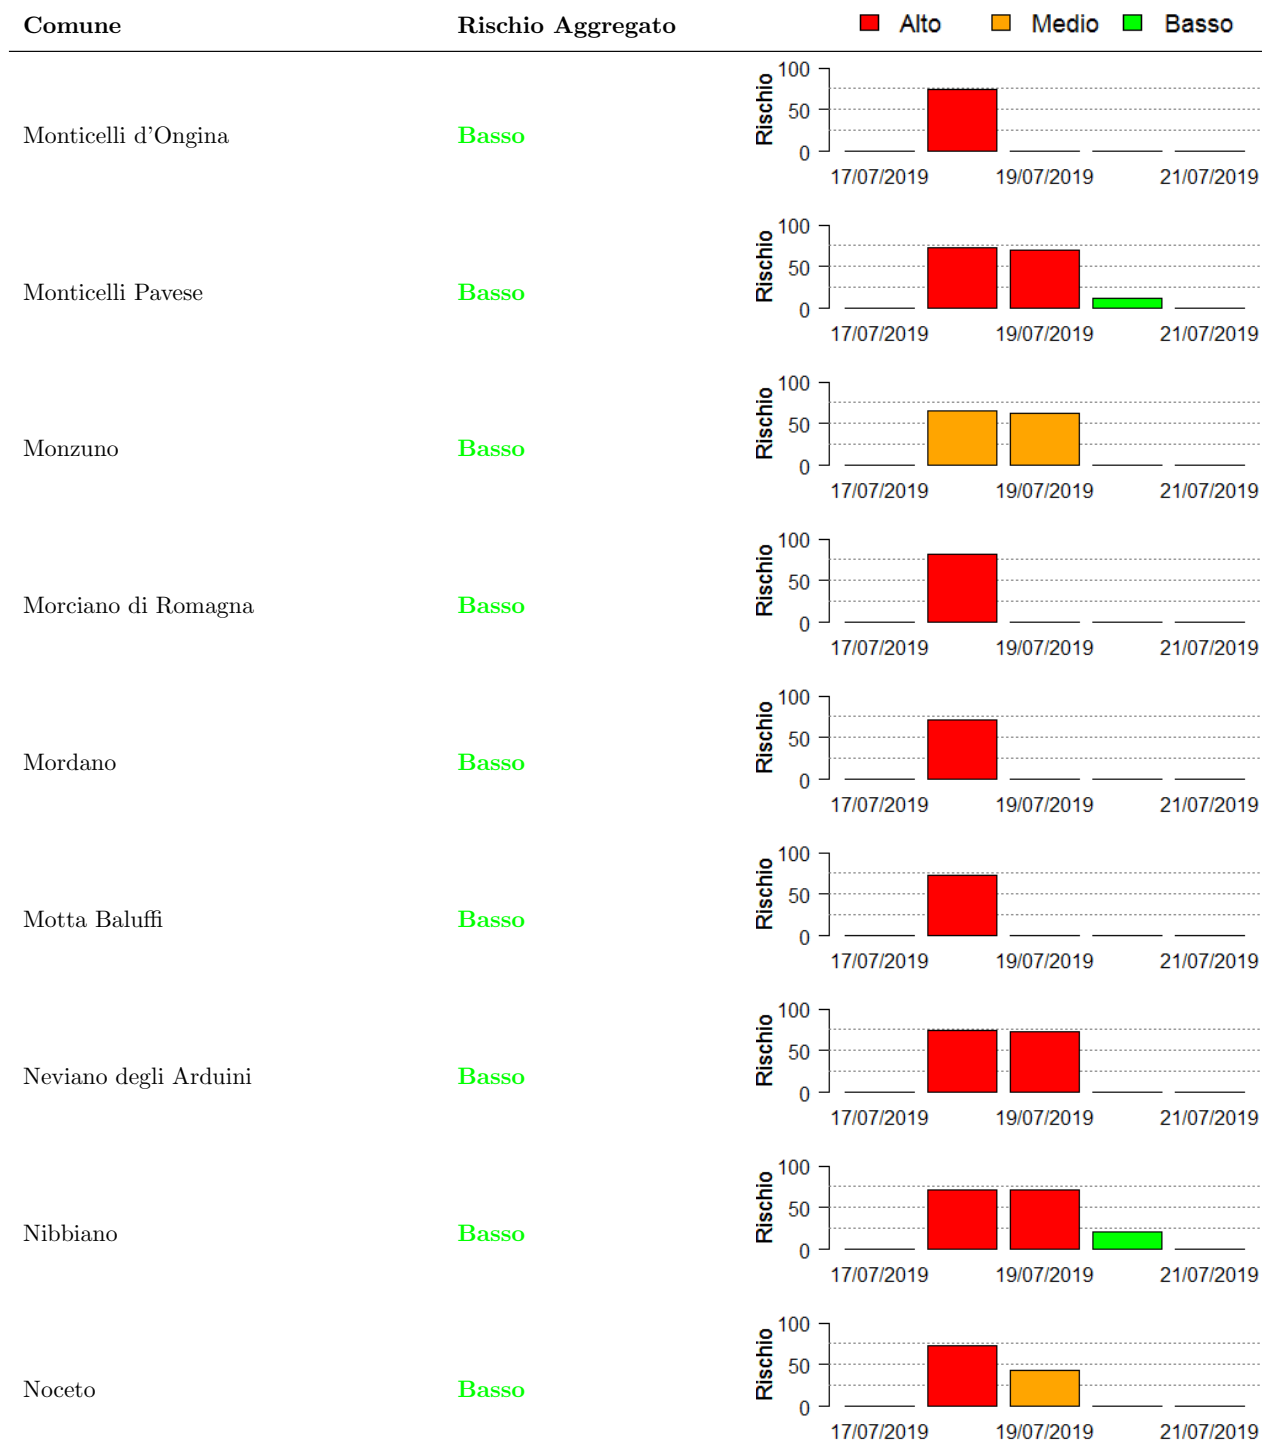 Comune Rischio Aggregato Alto Medio Basso
100
50
0
Rischio
Monticelli d'Ongina Basso
17/07/2019 19/07/2019 21/07/2019
100
50
0
Rischio
Monticelli Pavese Basso
17/07/2019 19/07/2019 21/07/2019
100
50
0
Rischio
Monzuno Basso
17/07/2019 19/07/2019 21/07/2019
100
50
0
Rischio
Morciano di Romagna Basso
17/07/2019 19/07/2019 21/07/2019
100
50
0
Rischio
Mordano Basso
17/07/2019 19/07/2019 21/07/2019
100
50
0
Rischio
Motta Baluffi Basso
17/07/2019 19/07/2019 21/07/2019
100
50
0
Rischio
Neviano degli Arduini Basso
17/07/2019 19/07/2019 21/07/2019
100
50
0
Rischio
Nibbiano Basso
17/07/2019 19/07/2019 21/07/2019
100
50
0
Rischio
Noceto Basso
17/07/2019 19/07/2019 21/07/2019